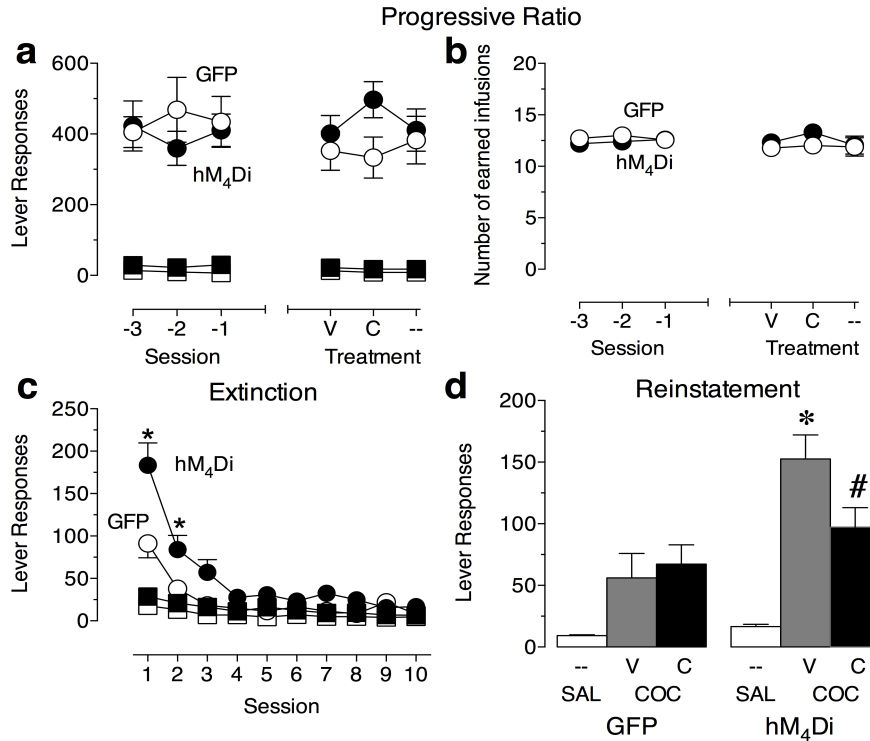 Progressive Ratio
a
600
400
200
0
Lever Responses
GFP
hM4Di
-3 -2 -1
V C --
Session
Treatment
b
20
15
10
5
0
Number of earned infusions
GFP
hM4Di
-3 -2 -1
V C --
Session
Treatment
c
Extinction
250
200
150
100
50
0
Lever Responses
*
hM4Di
GFP
*
1 2 3 4 5 6 7 8 9 10
Session
d
Reinstatement
200
150
100
50
0
Lever Responses
*
#
-- V C -- V C
SAL COC SAL COC
GFP hM4Di